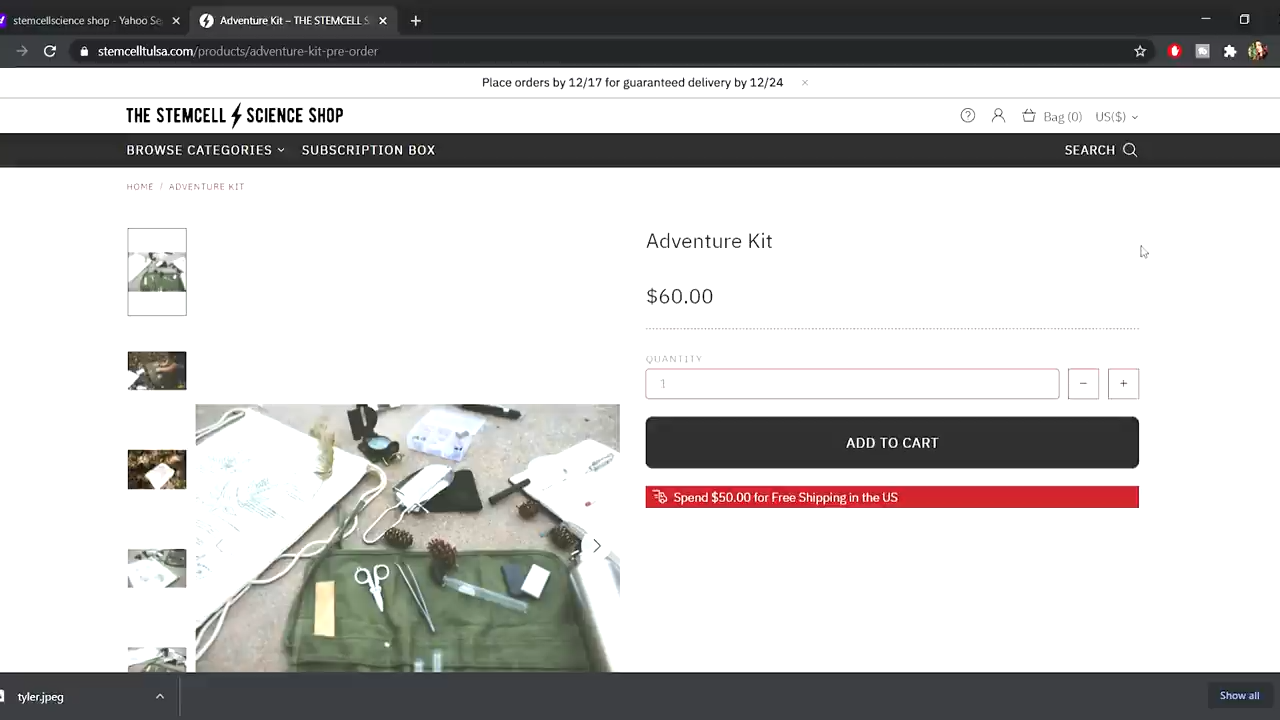 stemcellscience shop - Yahoo Se
Adventure Kit – THE STEMCELL S
stemcelltulsa.com/products/adventure-kit-pre-order
Place orders by 12/17 for guaranteed delivery by 12/24
THE STEMCELL SCIENCE SHOP
Bag (0)
US($)
BROWSE CATEGORIES
SUBSCRIPTION BOX
SEARCH
HOME / ADVENTURE KIT
Adventure Kit
$60.00
QUANTITY
1
ADD TO CART
Spend $50.00 for Free Shipping in the US
tyler.jpeg
Show all